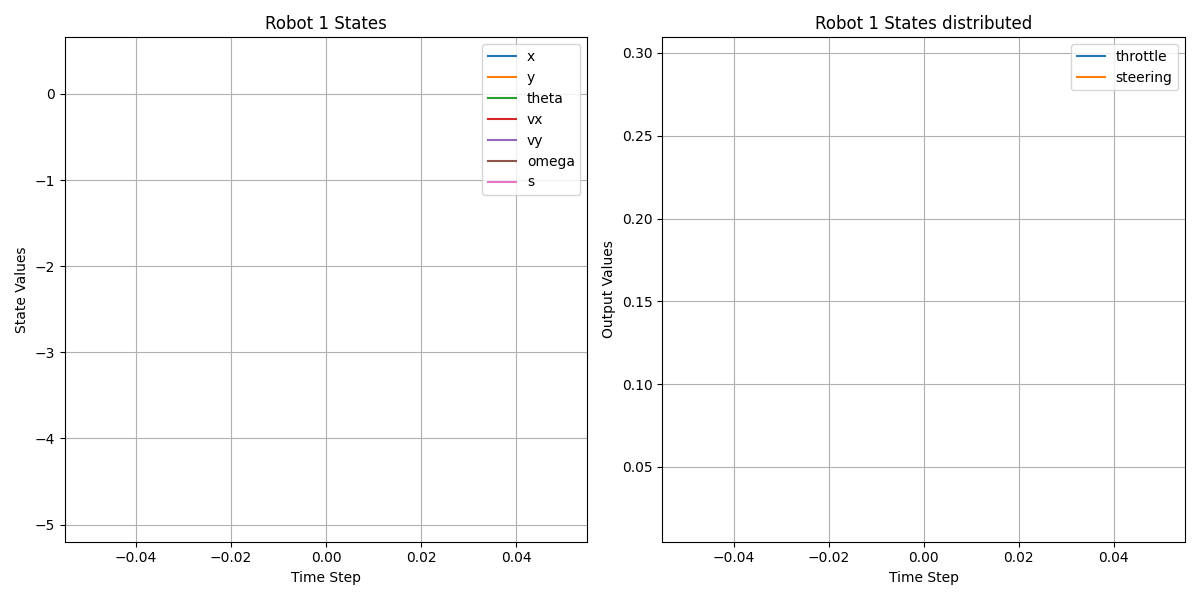 Robot 1 States
x
y
theta
vx
vy
omega
s
0
−1
−2
−3
−4
−5
State Values
−0.04
−0.02
0.00
0.02
0.04
Time Step
Robot 1 States distributed
throttle
steering
0.30
0.25
0.20
0.15
0.10
0.05
Output Values
−0.04
−0.02
0.00
0.02
0.04
Time Step